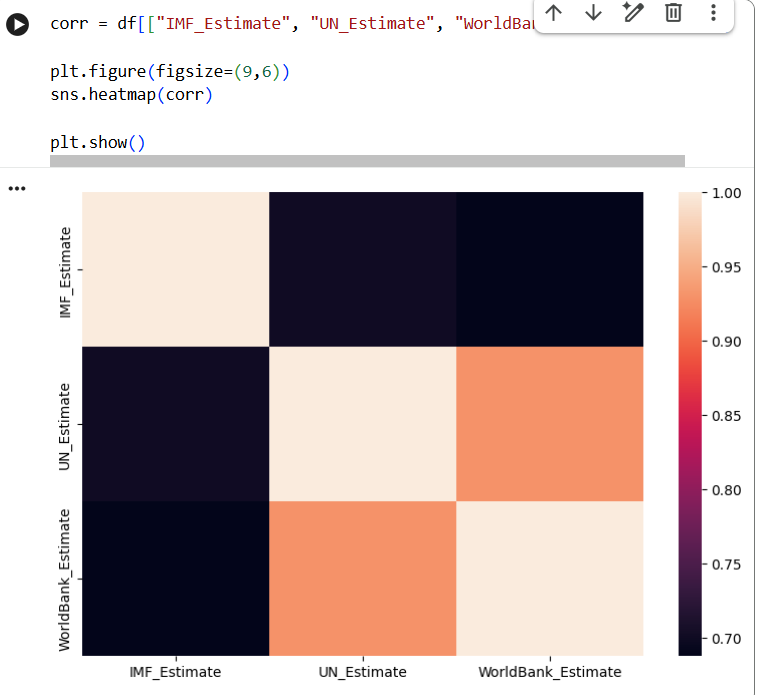 corr = df[["IMF_Estimate", "UN_Estimate",
plt.figure(figsize=(9,6))
sns.heatmap(corr)
plt.show()
IMF_Estimate
UN_Estimate
WorldBank_Estimate
IMF_Estimate
UN_Estimate
WorldBank_Estimate
1.00
0.95
0.90
0.85
0.80
0.75
0.70